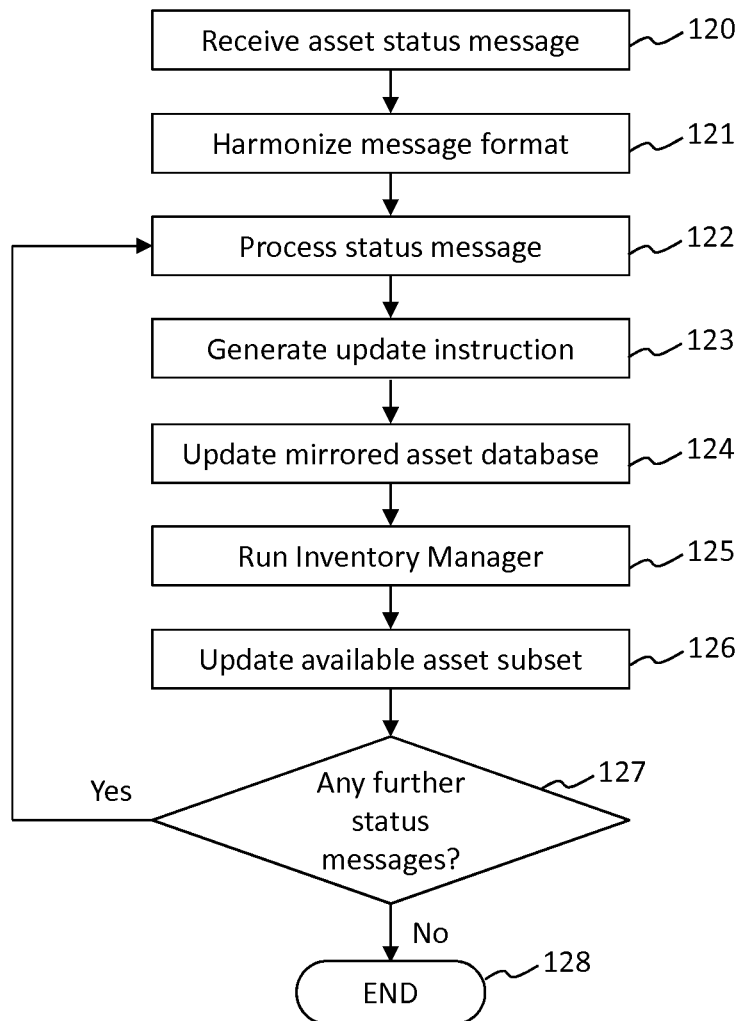 Receive asset status message
120
Harmonize message format
121
Process status message
122
Generate update instruction
123
Update mirrored asset database
124
Run Inventory Manager
125
Update available asset subset
126
Yes
Any further
status
messages?
127
No
END
128